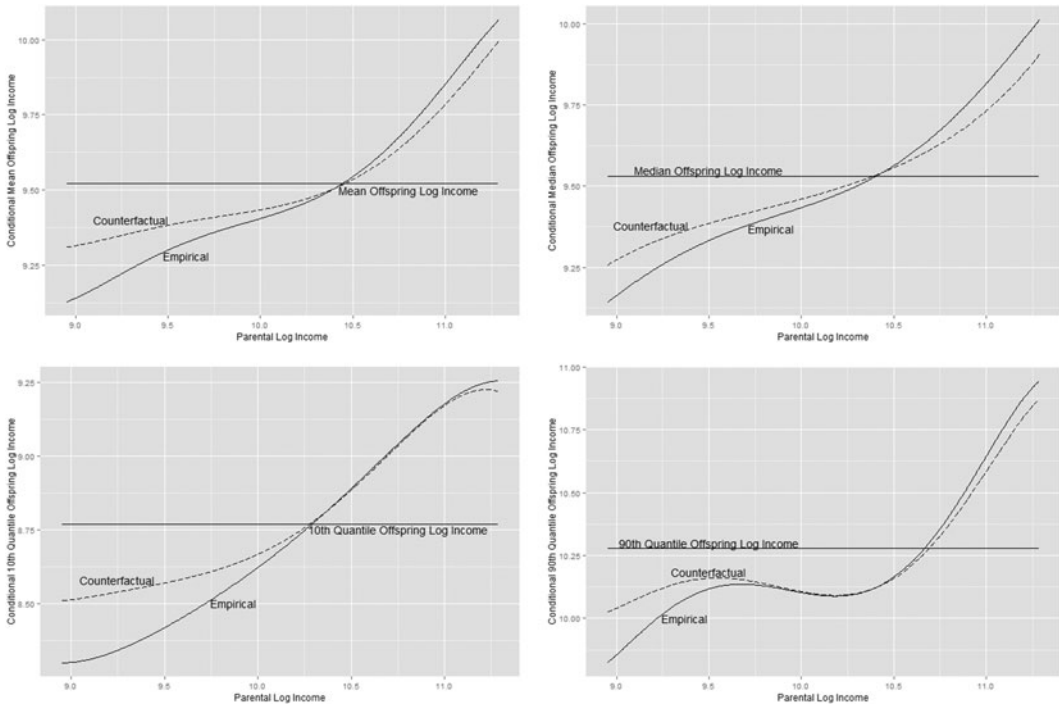 Conditional Mean Offspring Log Income
10.00
9.75
9.50
9.25
Mean Offspring Log Income
Counterfactual
Empirical
9.0
9.5
10.0
10.5
11.0
Parental Log Income
Conditional Median Offspring Log Income
10.00
9.75
9.50
9.25
Median Offspring Log Income
Counterfactual
Empirical
9.0
9.5
10.0
10.5
11.0
Parental Log Income
Conditional 10th Quantile Offspring Log Income
9.25
9.00
8.75
8.50
10th Quantile Offspring Log Income
Counterfactual
Empirical
9.0
9.5
10.0
10.5
11.0
Parental Log Income
Conditional 90th Quantile Offspring Log Income
11.00
10.75
10.50
10.25
10.00
90th Quantile Offspring Log Income
Counterfactual
Empirical
9.0
9.5
10.0
10.5
11.0
Parental Log Income